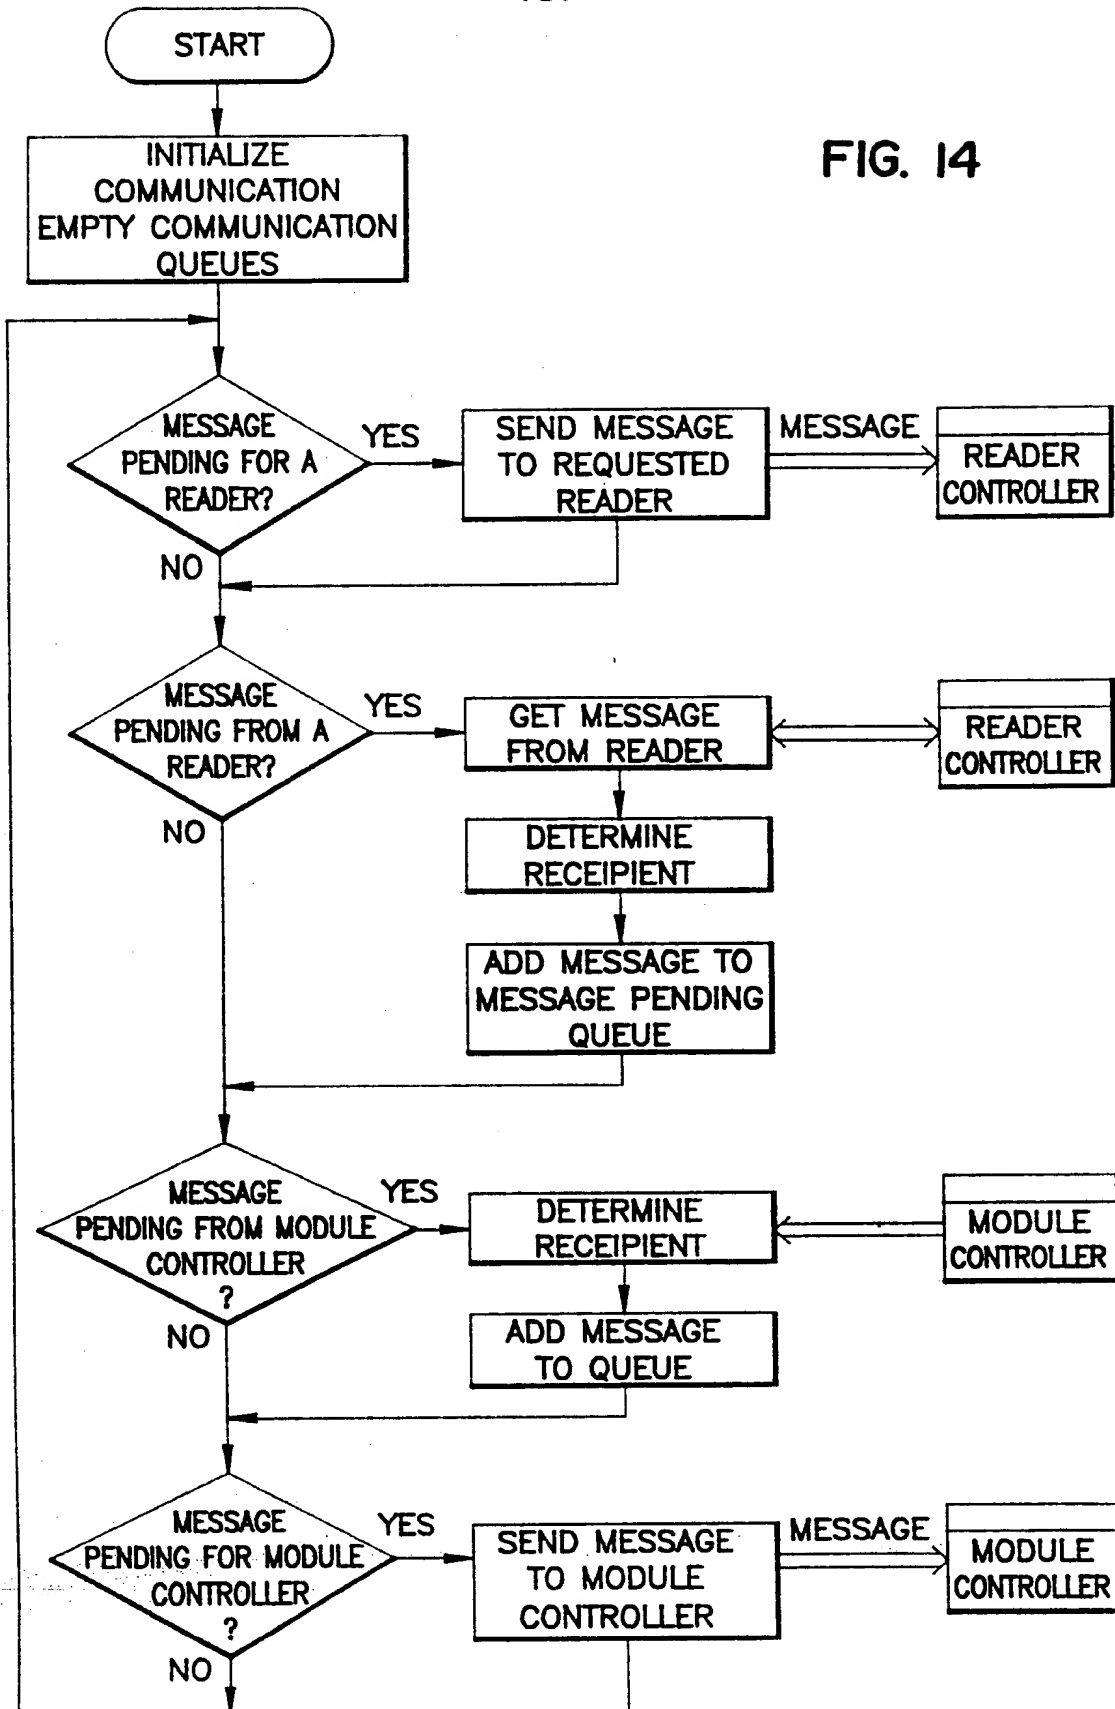 START
FIG. 14
INITIALIZE
COMMUNICATION
EMPTY COMMUNICATION
QUEUES
MESSAGE
PENDING FOR A
READER?
YES
NO
SEND MESSAGE
TO REQUESTED
READER
MESSAGE
READER
CONTROLLER
MESSAGE
PENDING FROM A
READER?
YES
NO
GET MESSAGE
FROM READER
READER
CONTROLLER
DETERMINE
RECEIPIENT
ADD MESSAGE TO
MESSAGE PENDING
QUEUE
MESSAGE
PENDING FROM MODULE
CONTROLLER
?
YES
NO
DETERMINE
RECEIPIENT
MODULE
CONTROLLER
ADD MESSAGE
TO QUEUE
MESSAGE
PENDING FOR MODULE
CONTROLLER
?
YES
NO
SEND MESSAGE
TO MODULE
CONTROLLER
MESSAGE
MODULE
CONTROLLER